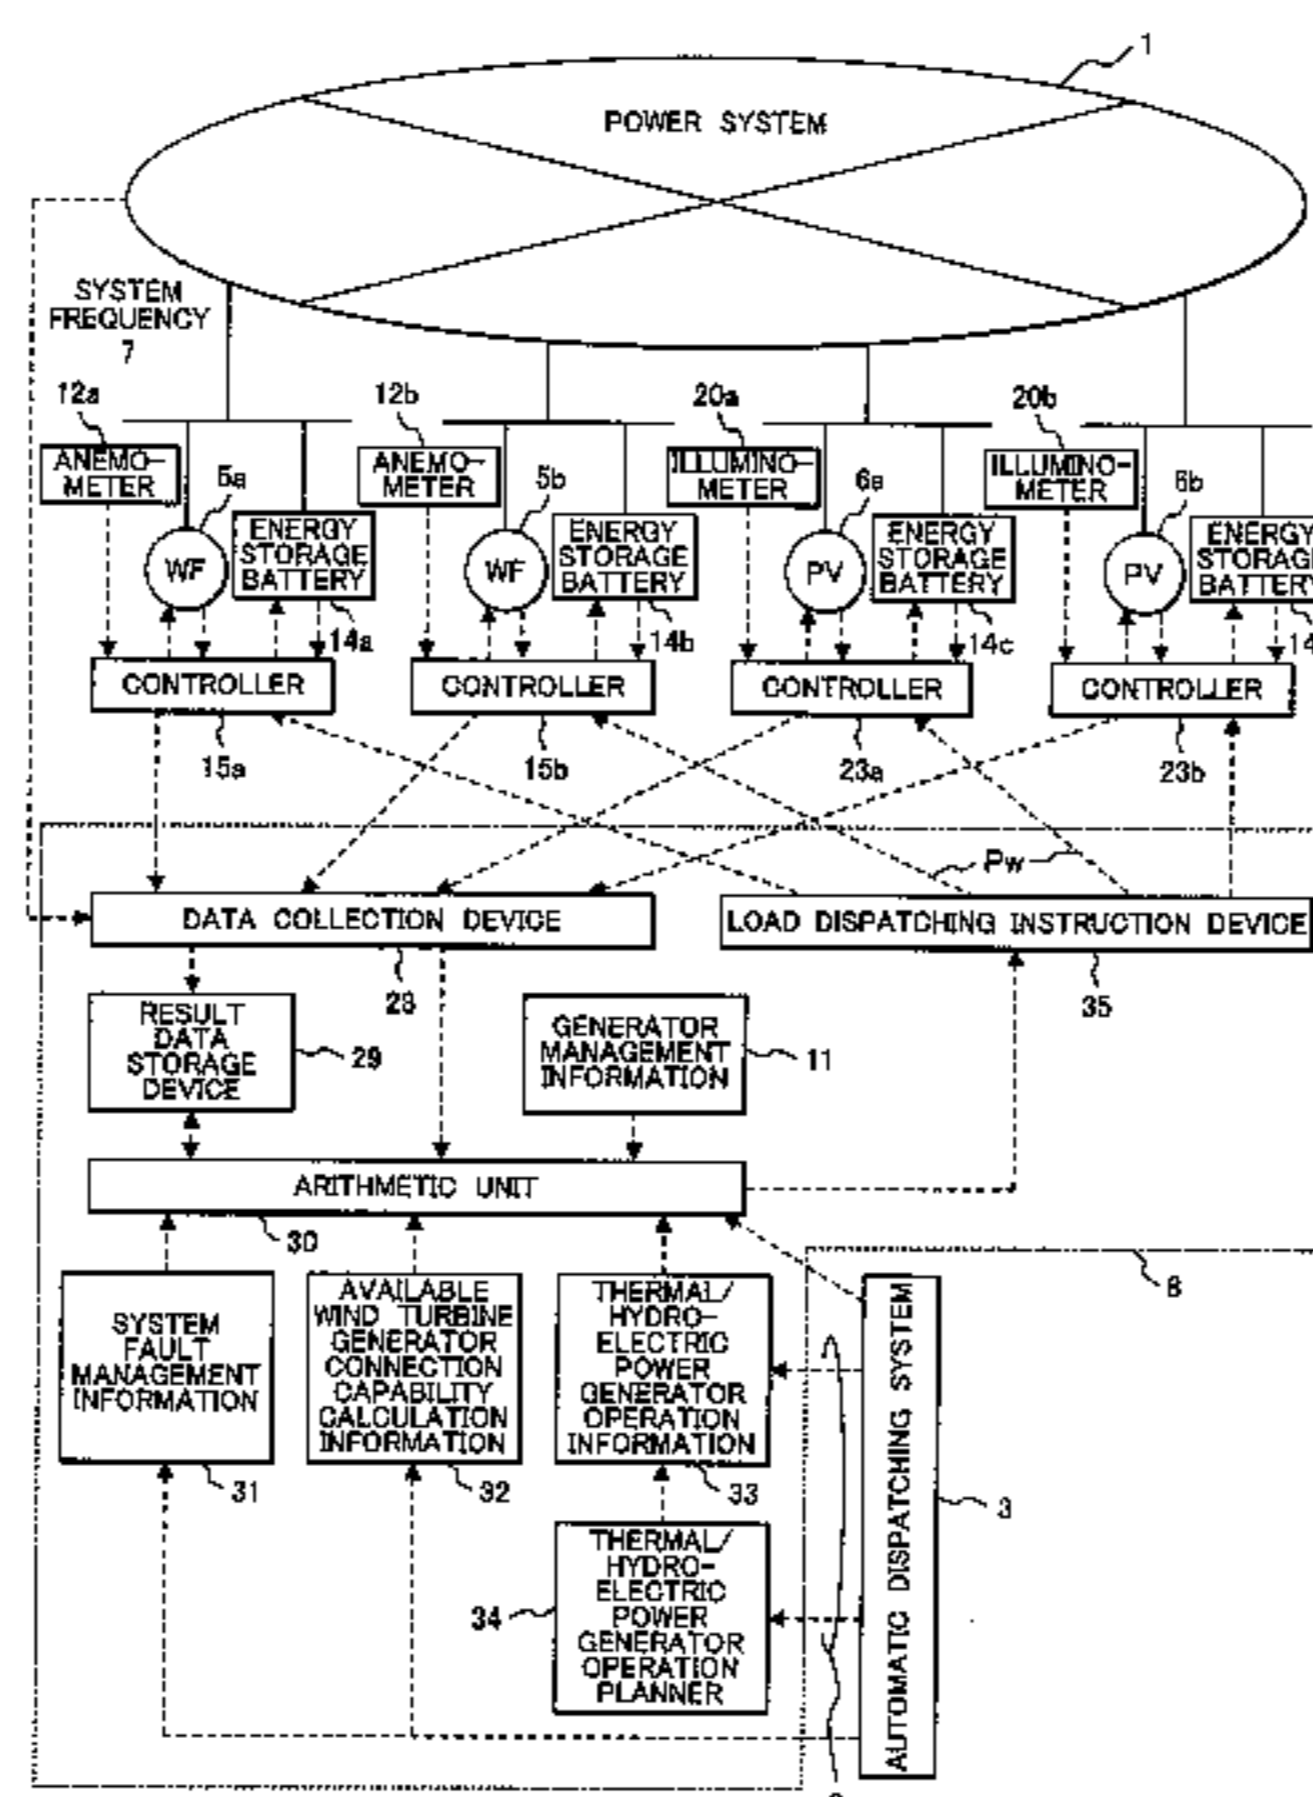 1
POWER SYSTEM
SYSTEM
FREQUENCY
7
12a
12b
20a
20b
ANEMO-
METER
ANEMO-
METER
ILLUMINO-
METER
ILLUMINO-
METER
5a
5b
6a
6b
WF
WF
PV
PV
ENERGY
STORAGE
BATTERY
ENERGY
STORAGE
BATTERY
ENERGY
STORAGE
BATTERY
ENERGY
STORAGE
BATTERY
14a
14b
14c
14
CONTROLLER
CONTROLLER
CONTROLLER
CONTROLLER
15a
15b
23a
23b
Pw
DATA COLLECTION DEVICE
LOAD DISPATCHING INSTRUCTION DEVICE
28
35
RESULT
DATA
STORAGE
DEVICE
29
GENERATOR
MANAGEMENT
INFORMATION
11
ARITHMETIC UNIT
30
8
SYSTEM
FAULT
MANAGEMENT
INFORMATION
31
AVAILABLE
WIND TURBINE
GENERATOR
CONNECTION
CAPABILITY
CALCULATION
INFORMATION
32
THERMAL/
HYDRO-
ELECTRIC
POWER
GENERATOR
OPERATION
INFORMATION
33
THERMAL/
HYDRO-
ELECTRIC
POWER
GENERATOR
OPERATION
PLANNER
34
AUTOMATIC DISPATCHING SYSTEM
3